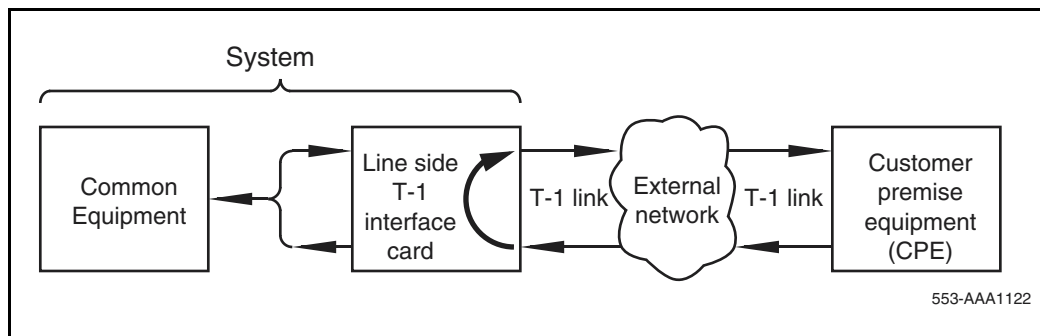 System
Common
Equipment
Line side
T-1
interface
card
T-1 link
External
network
T-1 link
Customer
premise
equipment
(CPE)
553-AAA1122